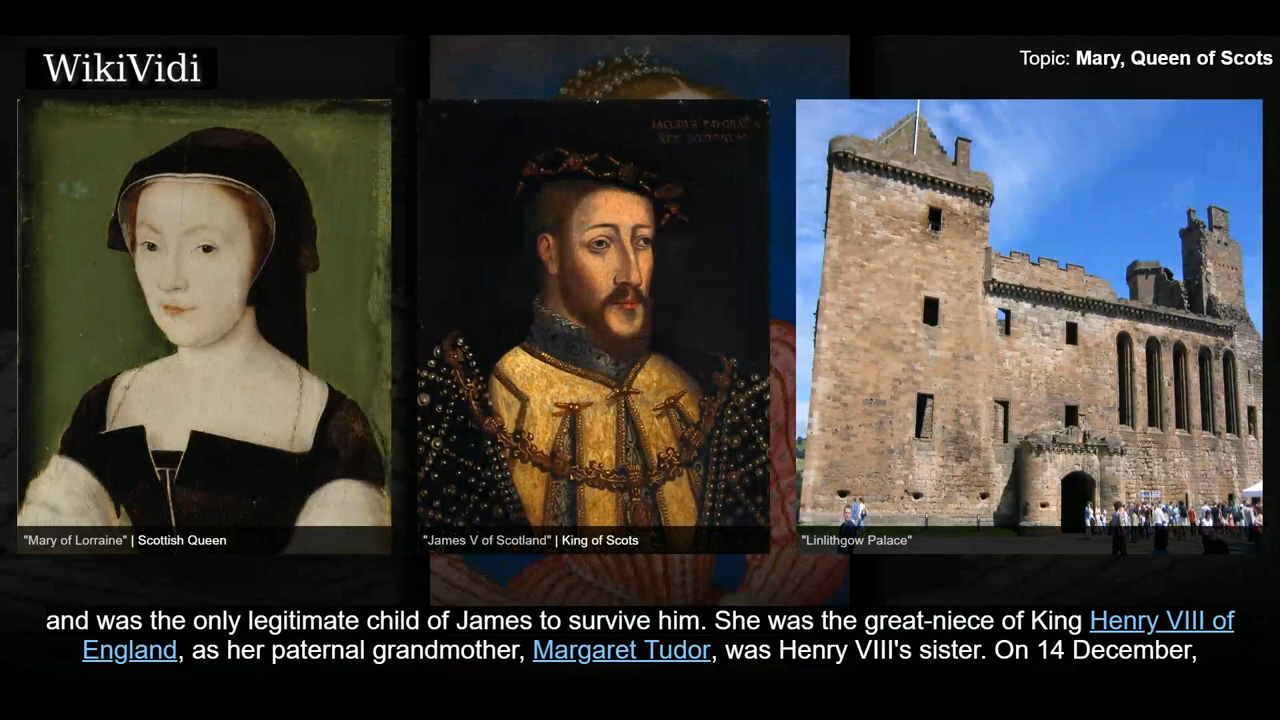 WikiVidi
Topic: Mary, Queen of Scots
"Mary of Lorraine" | Scottish Queen
"James V of Scotland" | King of Scots
"Linlithgow Palace"
and was the only legitimate child of James to survive him. She was the great-niece of King Henry VIII of
England, as her paternal grandmother, Margaret Tudor, was Henry VIII's sister. On 14 December,